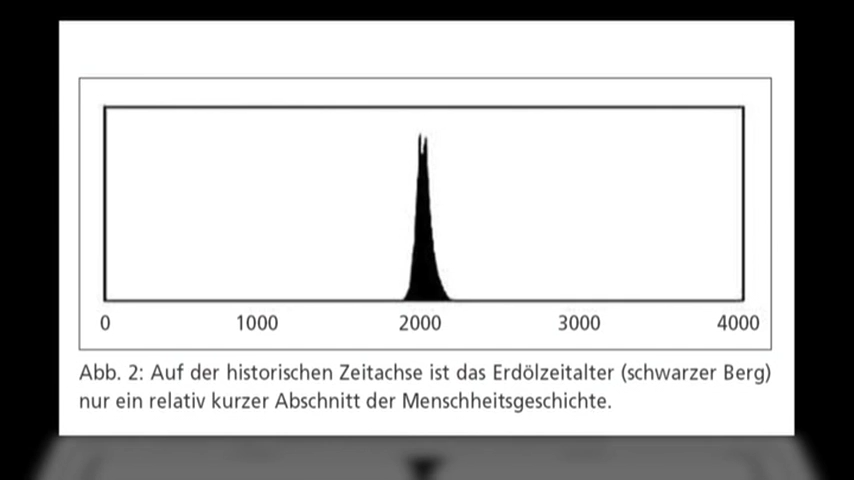 0 1000 2000 3000 4000
Abb. 2: Auf der historischen Zeitachse ist das Erdölzeitalter (schwarzer Berg)
nur ein relativ kurzer Abschnitt der Menschheitsgeschichte.